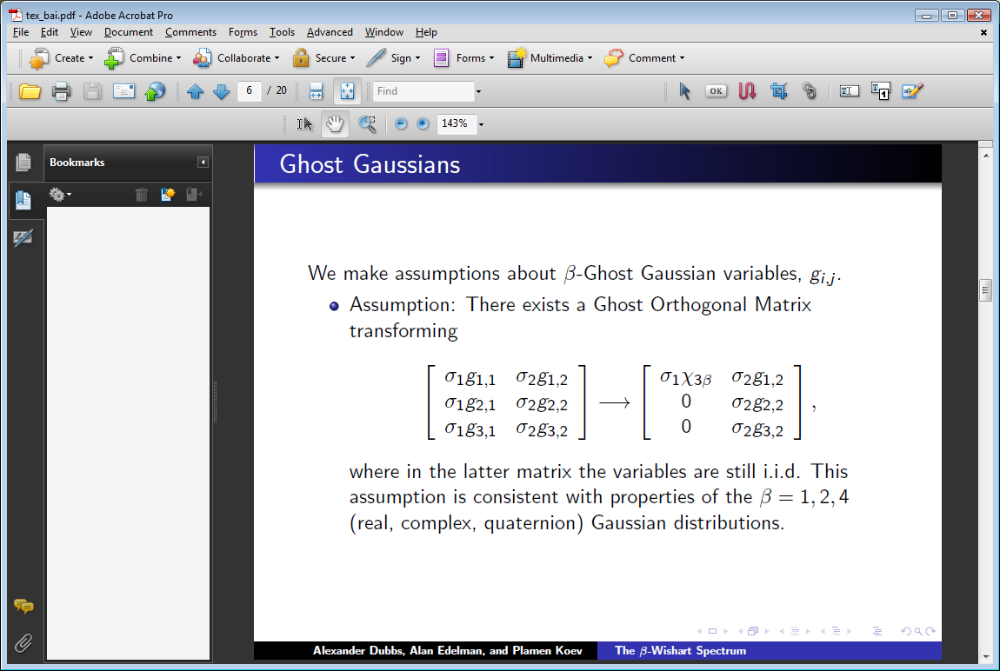 tex_bai.pdf - Adobe Acrobat Pro
File Edit View Document Comments Forms Tools Advanced Window Help
Create Combine Collaborate Secure Sign Forms Multimedia Comment
6 / 20 Find OK
143%
Bookmarks
Ghost Gaussians
We make assumptions about β-Ghost Gaussian variables, g_{i,j}.
Assumption: There exists a Ghost Orthogonal Matrix
transforming
[ σ₁g₁,₁ σ₂g₁,₂ ] [ σ₁χ_{3β} σ₂g₁,₂ ]
[ σ₁g₂,₁ σ₂g₂,₂ ] ⟶ [ 0 σ₂g₂,₂ ] ,
[ σ₁g₃,₁ σ₂g₃,₂ ] [ 0 σ₂g₃,₂ ]
where in the latter matrix the variables are still i.i.d. This
assumption is consistent with properties of the β = 1, 2, 4
(real, complex, quaternion) Gaussian distributions.
Alexander Dubbs, Alan Edelman, and Plamen Koev The β-Wishart Spectrum